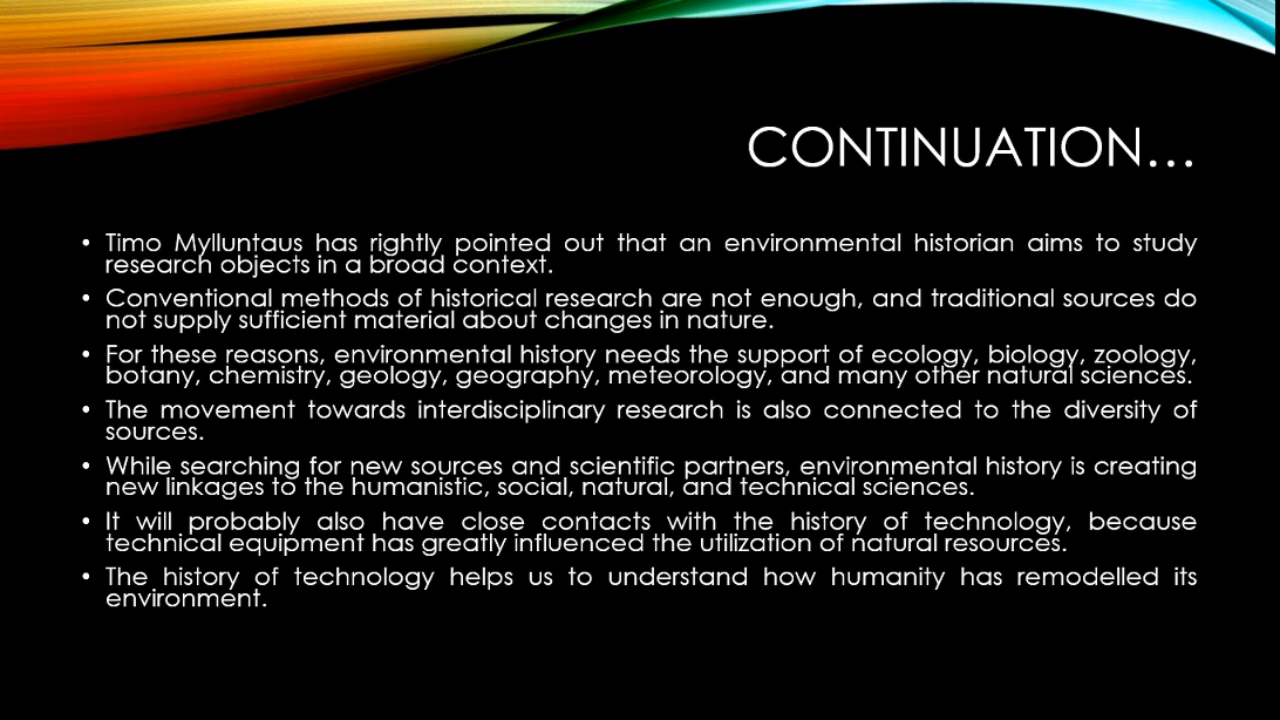 CONTINUATION...
• Timo Mylluntaus has rightly pointed out that an environmental historian aims to study
research objects in a broad context.
• Conventional methods of historical research are not enough, and traditional sources do
not supply sufficient material about changes in nature.
• For these reasons, environmental history needs the support of ecology, biology, zoology,
botany, chemistry, geology, geography, meteorology, and many other natural sciences.
• The movement towards interdisciplinary research is also connected to the diversity of
sources.
• While searching for new sources and scientific partners, environmental history is creating
new linkages to the humanistic, social, natural, and technical sciences.
• It will probably also have close contacts with the history of technology, because
technical equipment has greatly influenced the utilization of natural resources.
• The history of technology helps us to understand how humanity has remodelled its
environment.